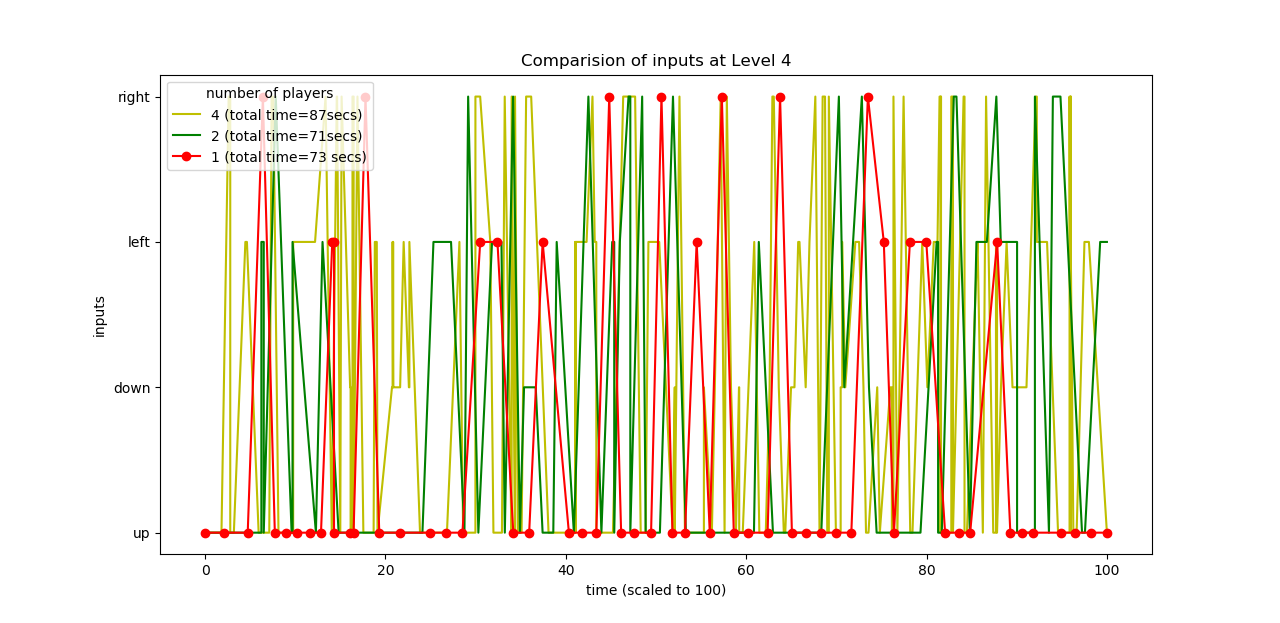 Comparision of inputs at Level 4
number of players
4 (total time=87secs)
2 (total time=71secs)
1 (total time=73 secs)
right
left
down
up
inputs
0 20 40 60 80 100
time (scaled to 100)